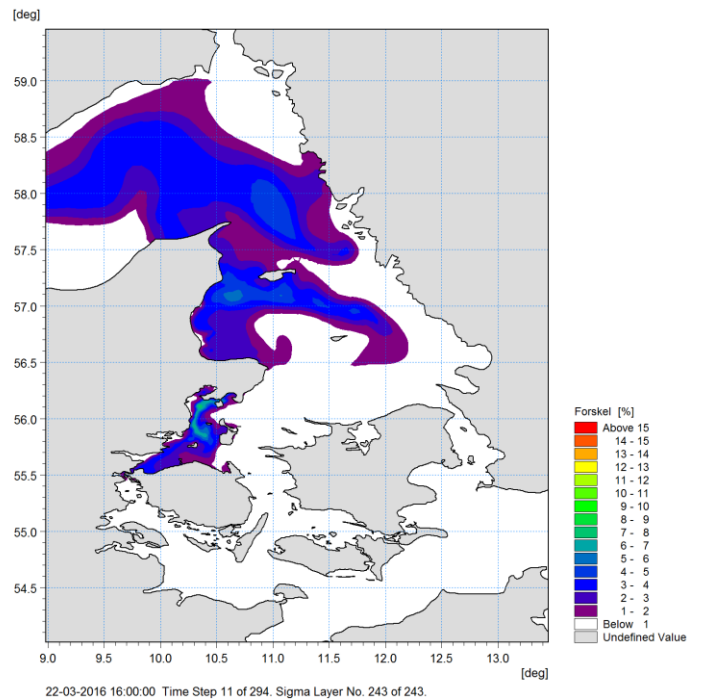 [deg]
59.0
58.5
58.0
57.5
57.0
56.5
56.0
55.5
55.0
54.5
9.0 9.5 10.0 10.5 11.0 11.5 12.0 12.5 13.0
[deg]
Forskel [%]
Above 15
14 - 15
13 - 14
12 - 13
11 - 12
10 - 11
9 - 10
8 - 9
7 - 8
6 - 7
5 - 6
4 - 5
3 - 4
2 - 3
1 - 2
Below 1
Undefined Value
22-03-2016 16:00:00 Time Step 11 of 294. Sigma Layer No. 243 of 243.